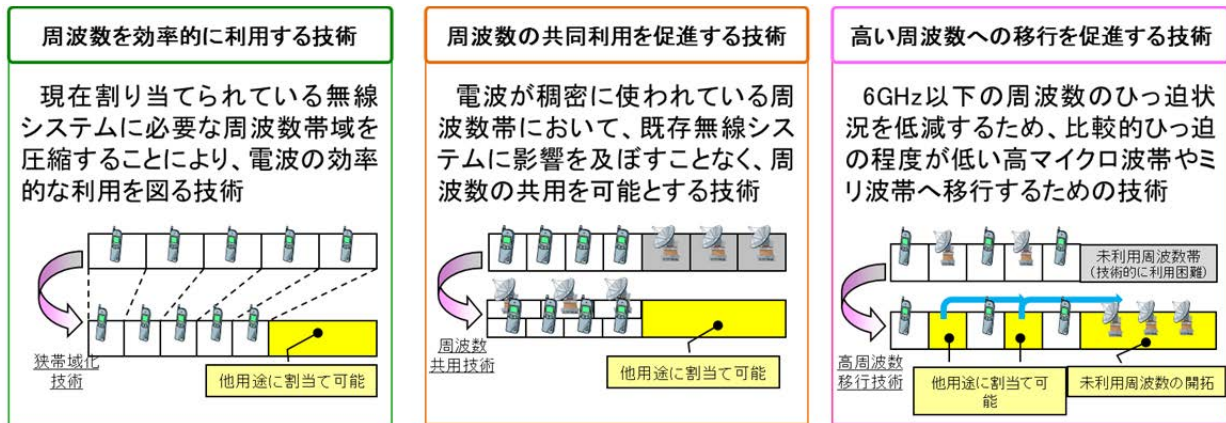 周波数を効率的に利用する技術
現在割り当てられている無線
システムに必要な周波数帯域を
圧縮することにより、電波の効率
的な利用を図る技術
狭帯域化
技術
他用途に割当て可能
周波数の共同利用を促進する技術
電波が稠密に使われている周
波数帯において、既存無線シス
テムに影響を及ぼすことなく、周
波数の共用を可能とする技術
周波数
共用技術
他用途に割当て可能
高い周波数への移行を促進する技術
6GHz以下の周波数のひっ迫
状況を低減するため、比較的ひっ迫
の程度が低い高マイクロ波帯やミ
リ波帯へ移行するための技術
未利用周波数帯
(技術的に利用困難)
高周波数
移行技術
他用途に割当て可
能
未利用周波数の開拓